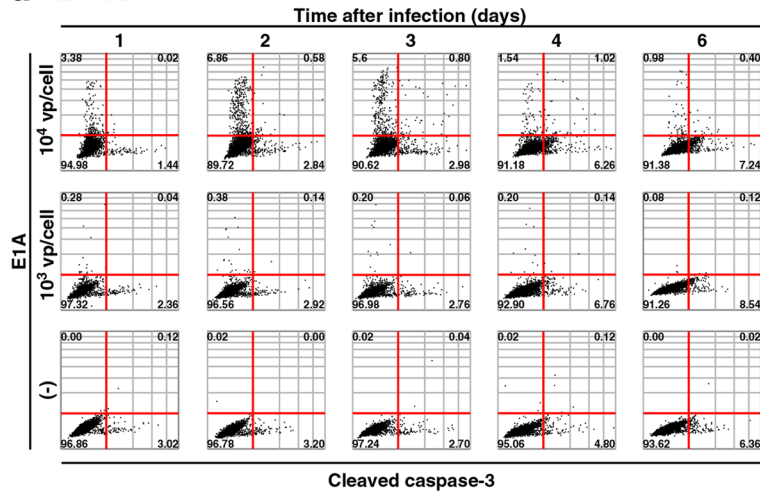 Time after infection (days)
1 2 3 4 6
3.38 0.02 6.86 0.58 5.6 0.80 1.54 1.02 0.98 0.40
10⁴ vp/cell
94.98 1.44 89.72 2.84 90.62 2.98 91.18 6.26 91.38 7.24
0.28 0.04 0.38 0.14 0.20 0.06 0.20 0.14 0.08 0.12
E1A
10³ vp/cell
97.32 2.36 96.56 2.92 96.98 2.76 92.90 6.76 91.26 8.54
0.00 0.12 0.02 0.00 0.02 0.04 0.02 0.12 0.00 0.02
(-)
96.86 3.02 96.78 3.20 97.24 2.70 95.06 4.80 93.62 6.36
Cleaved caspase-3